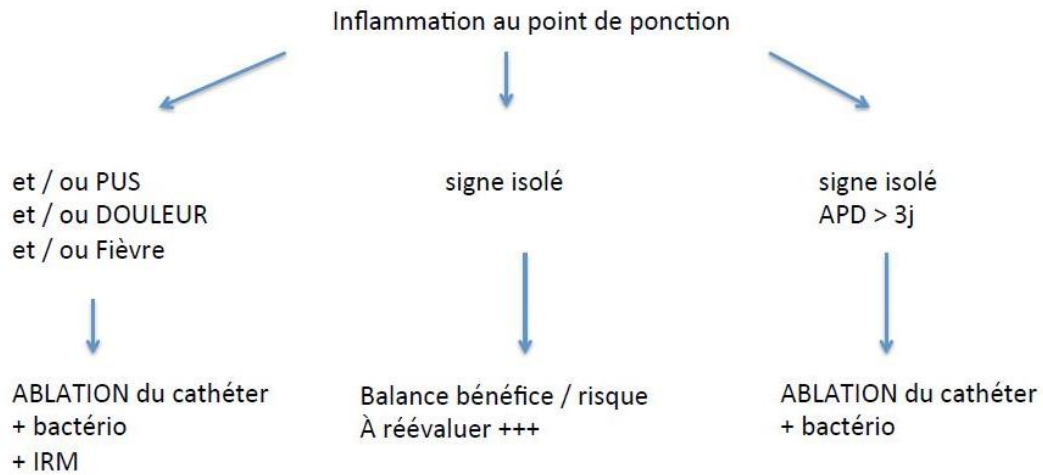 Inflammation au point de ponction
et / ou PUS
et / ou DOULEUR
et / ou Fièvre
signe isolé
signe isolé
APD > 3j
ABLATION du cathéter
+ bactério
+ IRM
Balance bénéfice / risque
À réévaluer +++
ABLATION du cathéter
+ bactério